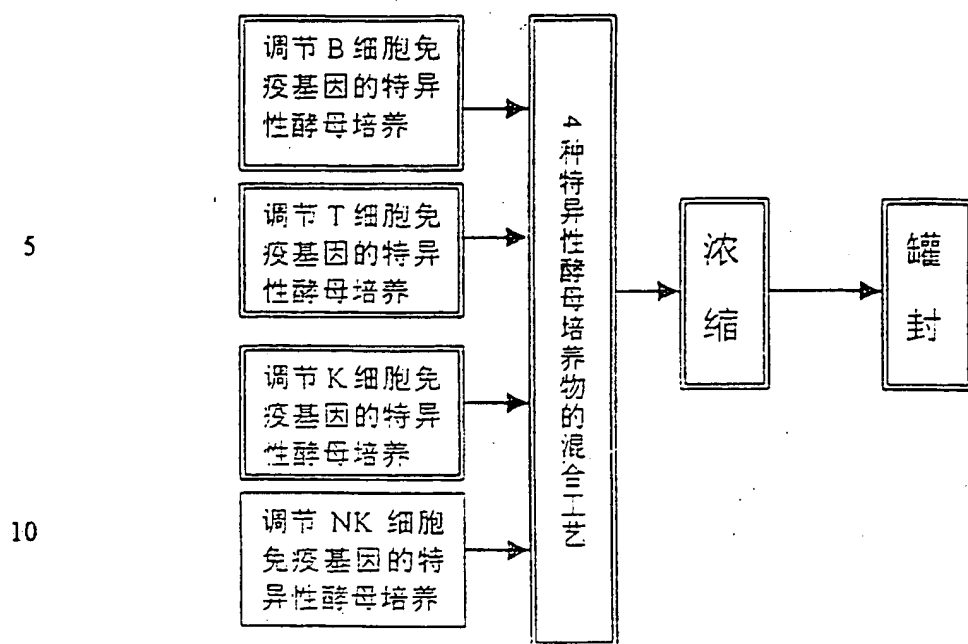 调节 B 细胞免
疫基因的特异
性酵母培养
调节 T 细胞免
疫基因的特异
性酵母培养
调节 K 细胞免
疫基因的特异
性酵母培养
调节 NK 细胞
免疫基因的特
异性酵母培养
4种特异性酵母培养物的混合工艺
浓缩
罐封
5
10